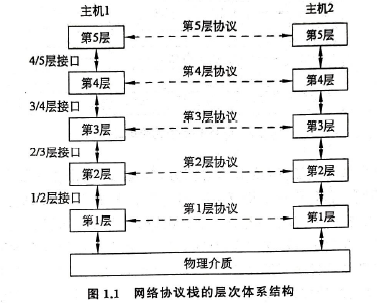 主机1 主机2
第5层 第5层协议 第5层
4/5层接口
第4层 第4层协议 第4层
3/4层接口
第3层 第3层协议 第3层
2/3层接口
第2层 第2层协议 第2层
1/2层接口
第1层 第1层协议 第1层
物理介质
图 1.1 网络协议栈的层次体系结构